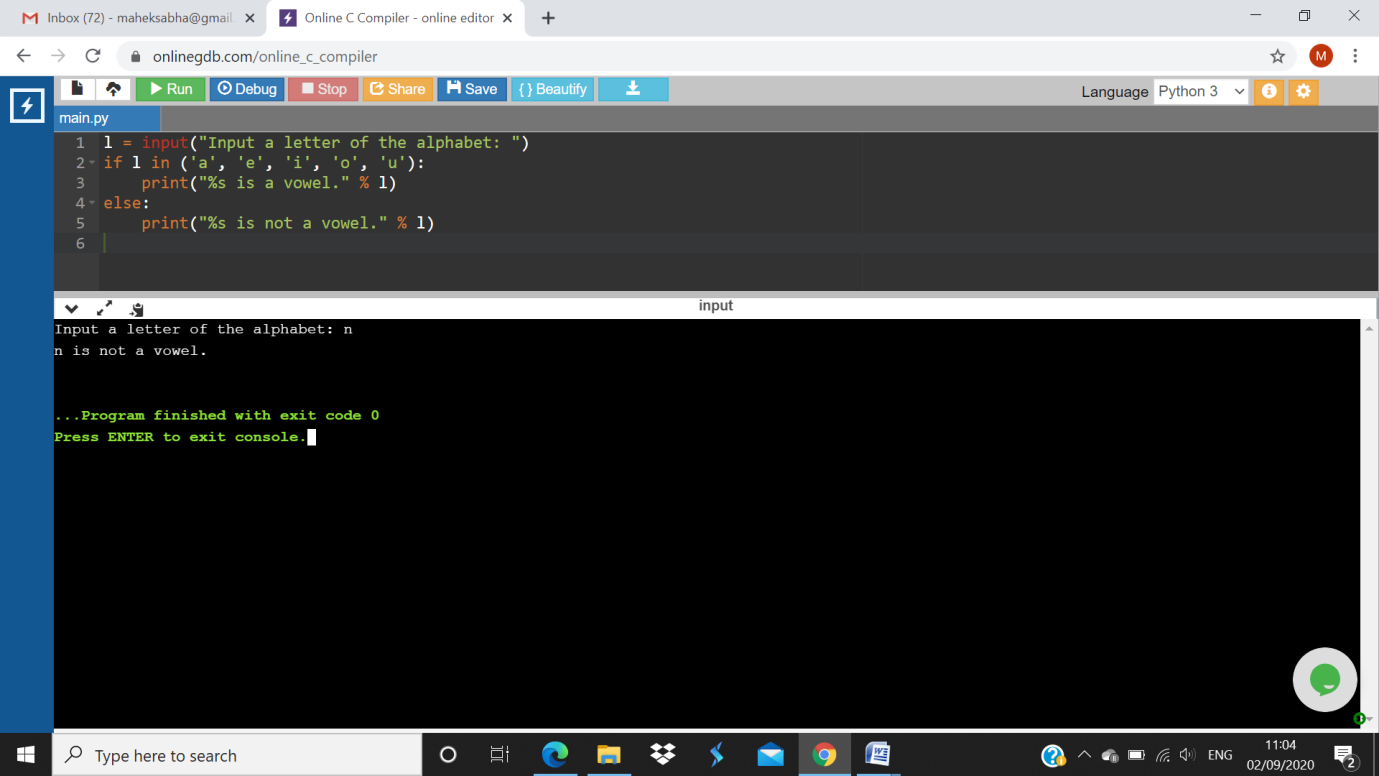 Inbox (72) - maheksabha@gmail
Online C Compiler - online editor
onlinegdb.com/online_c_compiler
M
Run
Debug
Stop
Share
Save
{ } Beautify
Language
Python 3
main.py
1 l = input("Input a letter of the alphabet: ")
2 if l in ('a', 'e', 'i', 'o', 'u'):
3 print("%s is a vowel." % l)
4 else:
5 print("%s is not a vowel." % l)
6
input
Input a letter of the alphabet: n
n is not a vowel.
...Program finished with exit code 0
Press ENTER to exit console.
Type here to search
ENG
11:04
02/09/2020
2